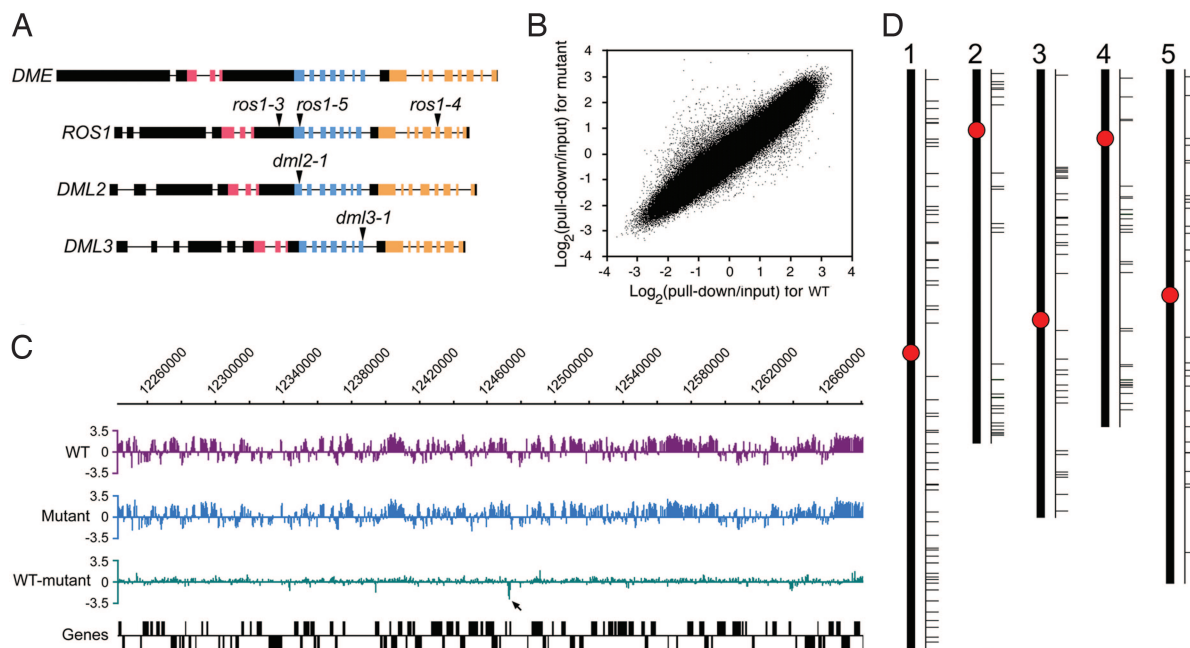 A
DME
ros1-3 ros1-5 ros1-4
ROS1
dml2-1
DML2
dml3-1
DML3
B
Log2(pull-down/input) for mutant
4
3
2
1
0
-1
-2
-3
-4
-4 -3 -2 -1 0 1 2 3 4
Log2(pull-down/input) for WT
C
12260000 12300000 12340000 12380000 12420000 12460000 12500000 12540000 12580000 12620000 12660000
3.5
WT 0
-3.5
3.5
Mutant 0
-3.5
3.5
WT-mutant 0
-3.5
Genes
D
1 2 3 4 5